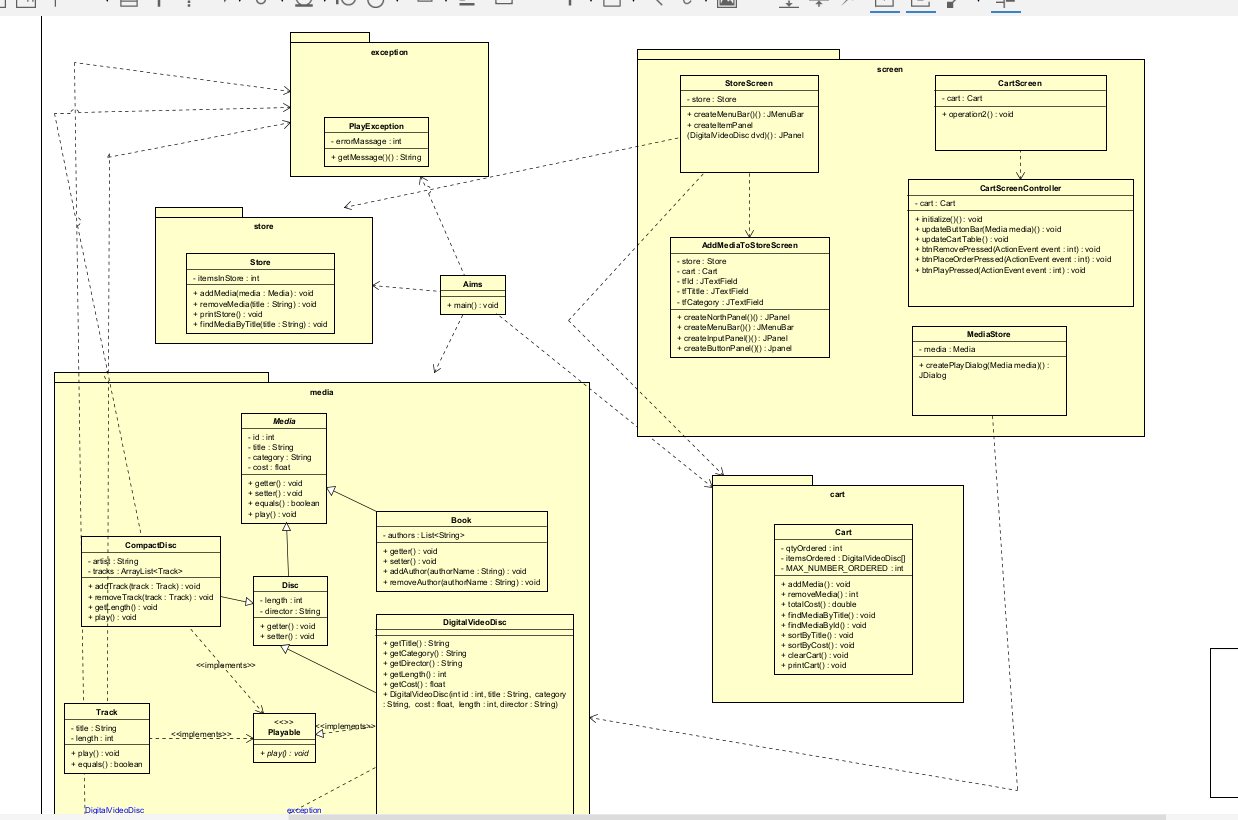 exception
PlayException
- errorMassage : int
+ getMessage()() : String
screen
StoreScreen
- store : Store
+ createMenuBar()() : JMenuBar
+ createItemPanel
(DigitalVideoDisc dvd)() : JPanel
CartScreen
- cart : Cart
+ operation2() : void
CartScreenController
- cart : Cart
+ initialize()() : void
+ updateButtonBar(Media media)() : void
+ updateCartTable() : void
+ btnRemovePressed(ActionEvent event : int) : void
+ btnPlaceOrderPressed(ActionEvent event : int) : void
+ btnPlayPressed(ActionEvent event : int) : void
AddMediaToStoreScreen
- store : Store
- cart : Cart
- tfId : JTextField
- tfTitle : JTextField
- tfCategory : JTextField
+ createNorthPanel()() : JPanel
+ createMenuBar()() : JMenuBar
+ createInputPanel()() : JPanel
+ createButtonPanel()() : Jpanel
MediaStore
- media : Media
+ createPlayDialog(Media media)() :
JDialog
store
Store
- itemsInStore : int
+ addMedia(media : Media) : void
+ removeMedia(title : String) : void
+ printStore() : void
+ findMediaByTitle(title : String) : void
Aims
+ main() : void
media
Media
- id : int
- title : String
- category : String
- cost : float
+ getter() : void
+ setter() : void
+ equals() : boolean
+ play() : void
Book
- authors : List<String>
+ getter() : void
+ setter() : void
+ addAuthor(authorName : String) : void
+ removeAuthor(authorName : String) : void
CompactDisc
- artist : String
- tracks : ArrayList<Track>
+ addTrack(track : Track) : void
+ removeTrack(track : Track) : void
+ getLength() : void
+ play() : void
Disc
- length : int
- director : String
+ getter() : void
+ setter() : void
DigitalVideoDisc
+ getTitle() : String
+ getCategory() : String
+ getDirector() : String
+ getLength() : int
+ getCost() : float
+ DigitalVideoDisc(int id : int, title : String, category
: String, cost : float, length : int, director : String)
<<implements>>
Track
- title : String
- length : int
+ play() : void
+ equals() : boolean
<<implements>>
<<>>
Playable
+ play() : void
<<implements>>
DigitalVideoDisc
exception
cart
Cart
- qtyOrdered : int
- itemsOrdered : DigitalVideoDisc[]
- MAX_NUMBER_ORDERED : int
+ addMedia() : void
+ removeMedia() : int
+ totalCost() : double
+ findMediaByTitle() : void
+ findMediaById() : void
+ sortByTitle() : void
+ sortByCost() : void
+ clearCart() : void
+ printCart() : void